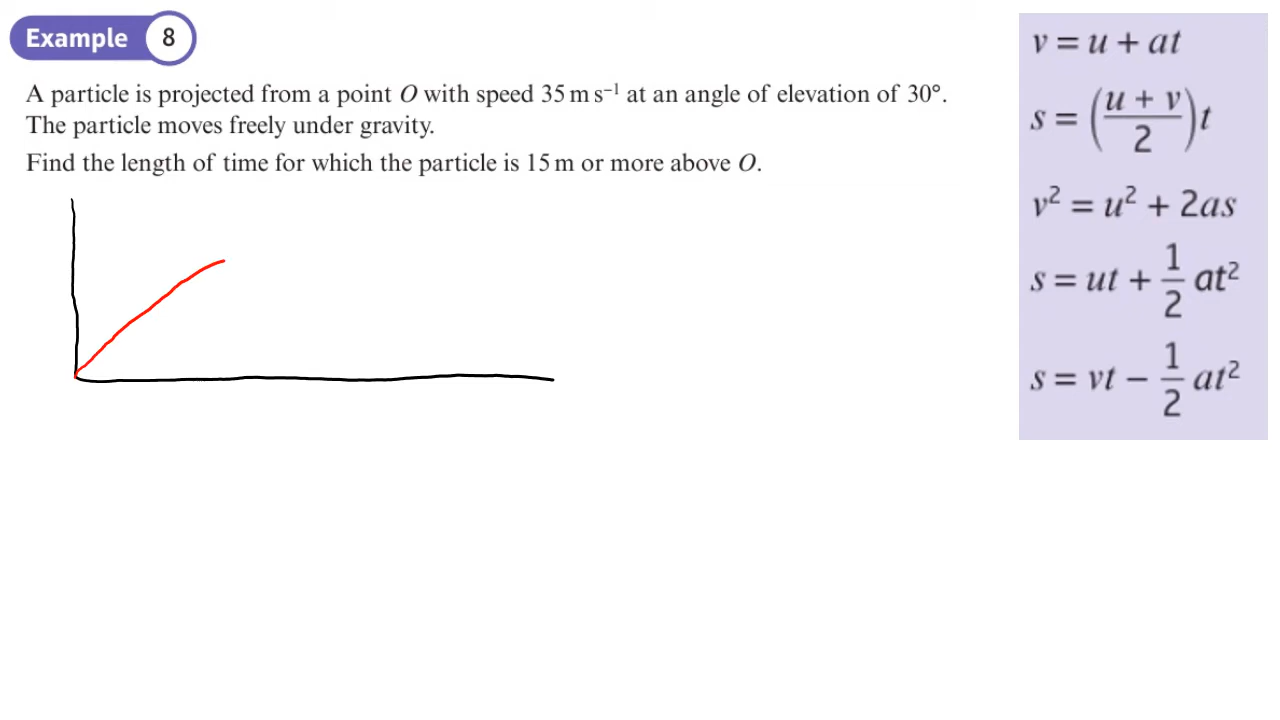 Example 8
A particle is projected from a point O with speed 35 m s⁻¹ at an angle of elevation of 30°.
The particle moves freely under gravity.
Find the length of time for which the particle is 15 m or more above O.
v = u + at
s = ((u + v)/2)t
v² = u² + 2as
s = ut + 1/2 at²
s = vt − 1/2 at²